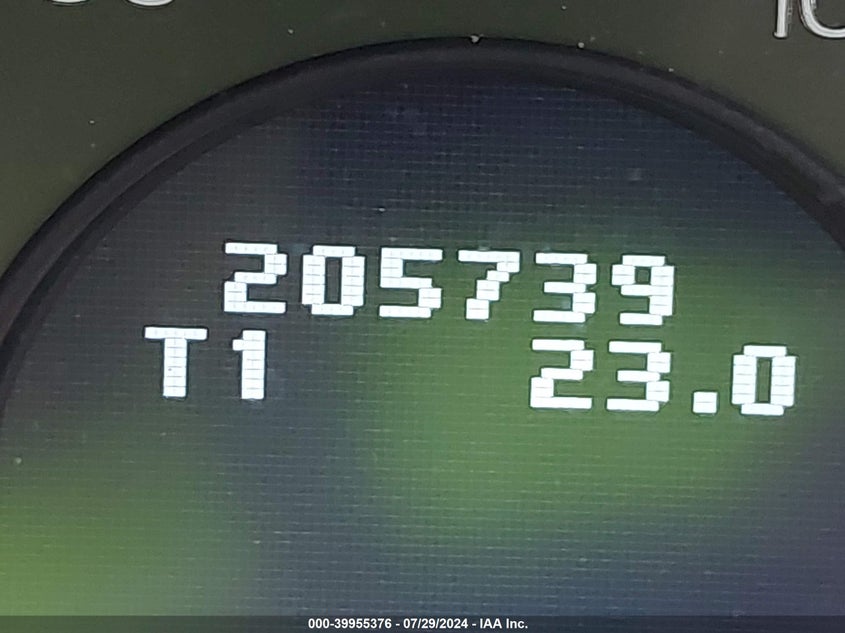 205739
T1 23.0
000-39955376 - 07/29/2024 - IAA Inc.